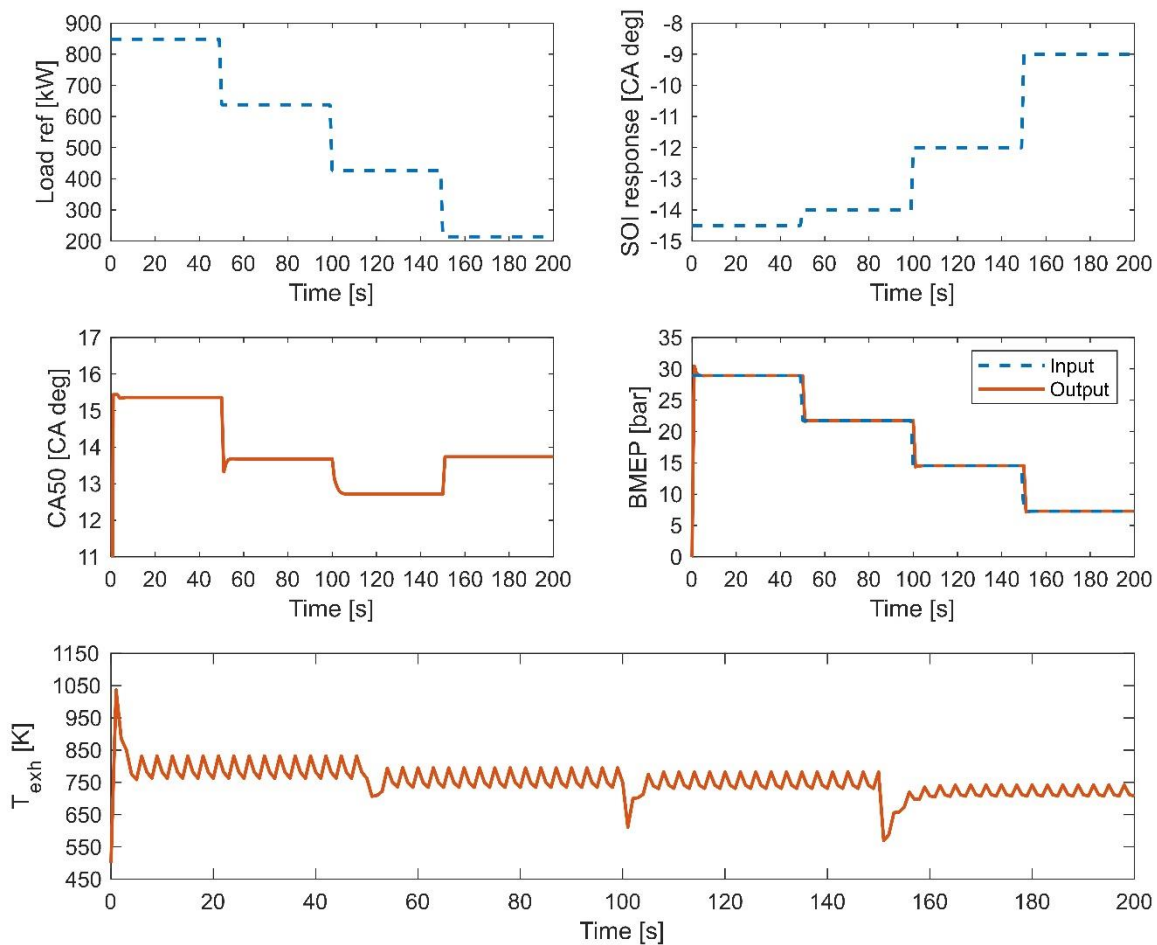 Load ref [kW]
900
800
700
600
500
400
300
200
0 20 40 60 80 100 120 140 160 180 200
Time [s]
SOI response [CA deg]
-8
-9
-10
-11
-12
-13
-14
-15
0 20 40 60 80 100 120 140 160 180 200
Time [s]
CA50 [CA deg]
17
16
15
14
13
12
11
0 20 40 60 80 100 120 140 160 180 200
Time [s]
BMEP [bar]
35
30
25
20
15
10
5
0
Input
Output
0 20 40 60 80 100 120 140 160 180 200
Time [s]
T_exh [K]
1150
1050
950
850
750
650
550
450
0 20 40 60 80 100 120 140 160 180 200
Time [s]